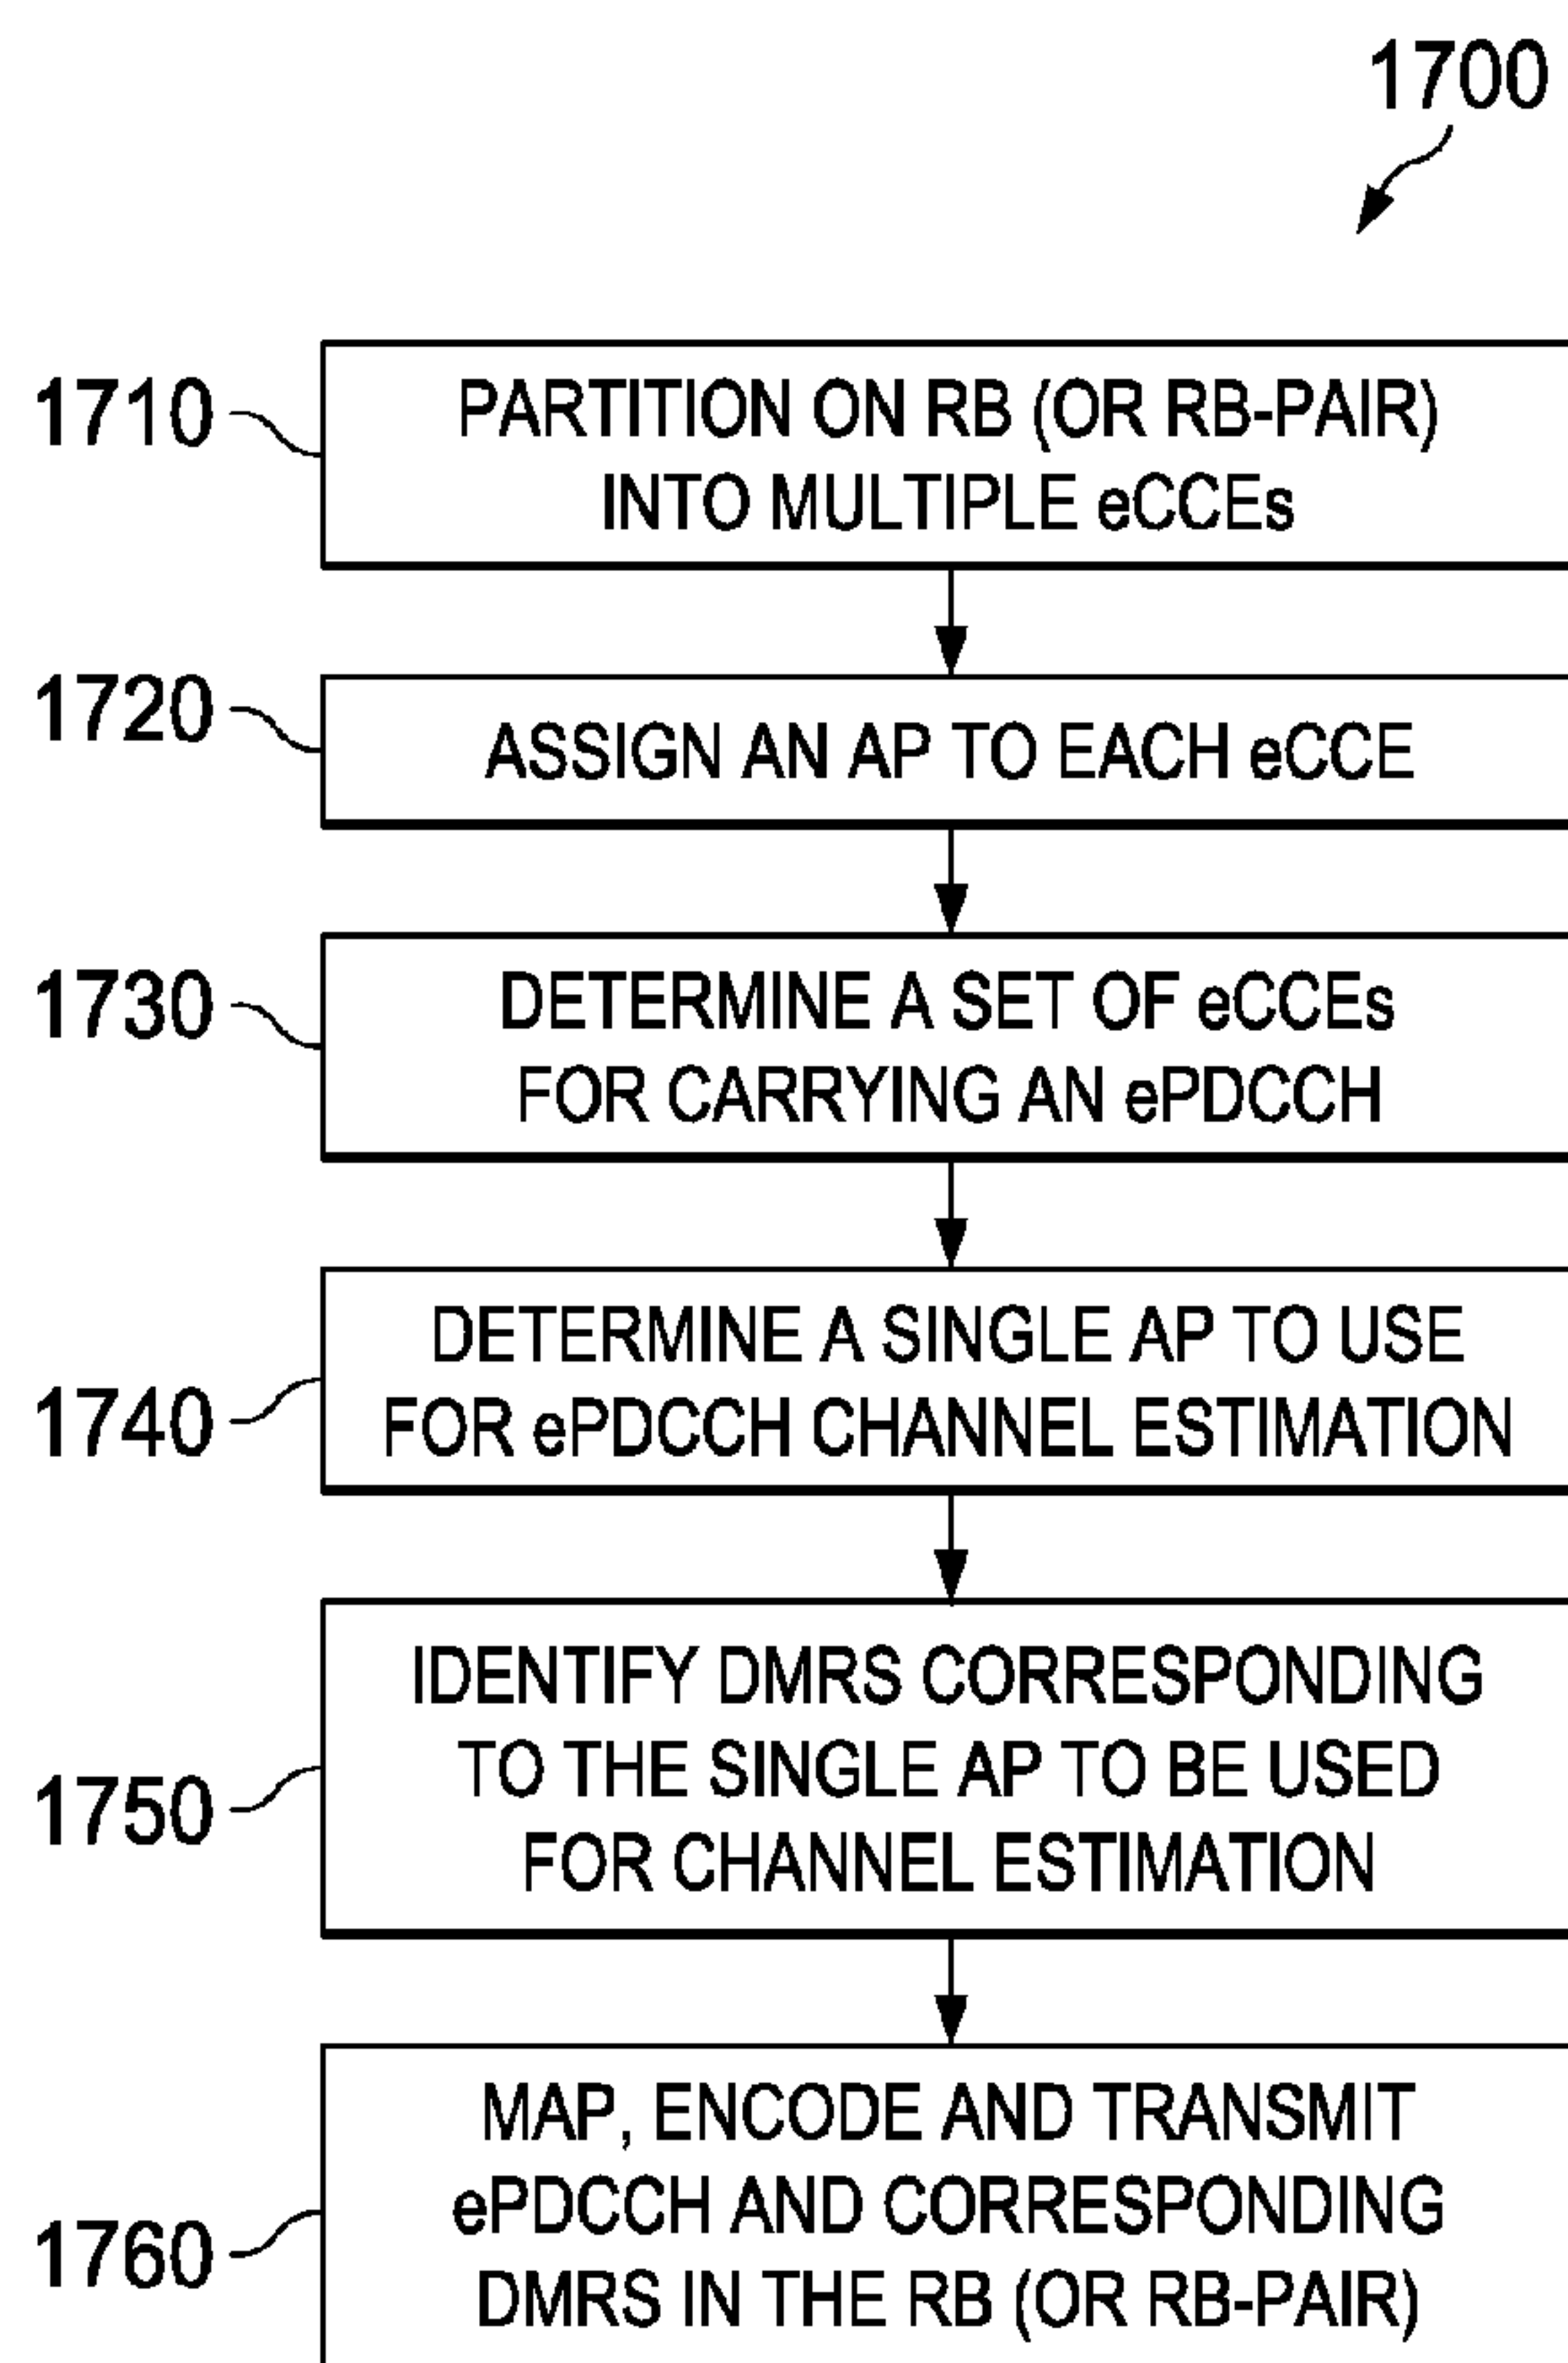 1700
1710
PARTITION ON RB (OR RB-PAIR)
INTO MULTIPLE eCCEs
1720
ASSIGN AN AP TO EACH eCCE
1730
DETERMINE A SET OF eCCEs
FOR CARRYING AN ePDCCH
1740
DETERMINE A SINGLE AP TO USE
FOR ePDCCH CHANNEL ESTIMATION
1750
IDENTIFY DMRS CORRESPONDING
TO THE SINGLE AP TO BE USED
FOR CHANNEL ESTIMATION
1760
MAP, ENCODE AND TRANSMIT
ePDCCH AND CORRESPONDING
DMRS IN THE RB (OR RB-PAIR)